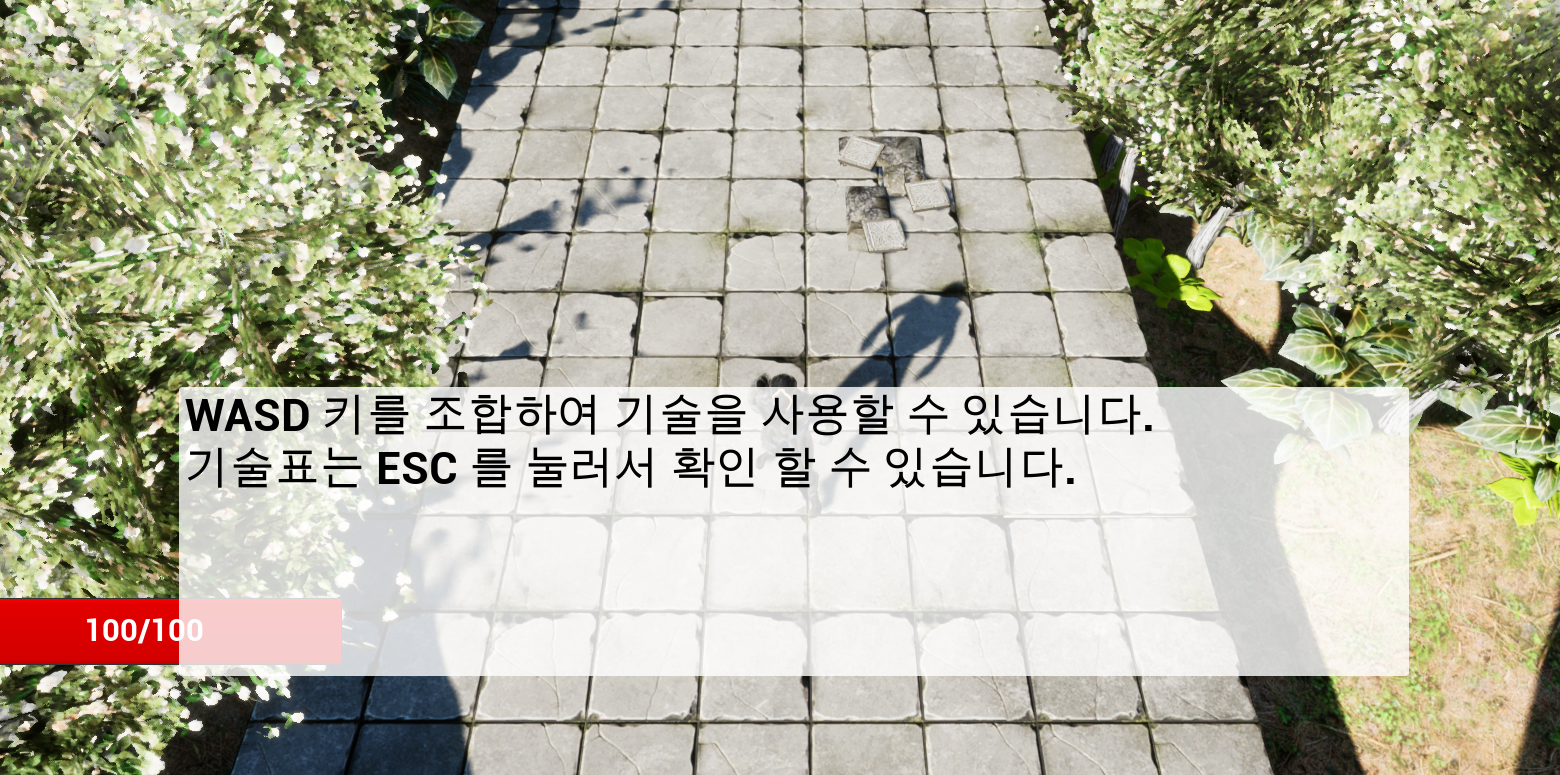 WASD 키를 조합하여 기술을 사용할 수 있습니다.
기술표는 ESC 를 눌러서 확인 할 수 있습니다.
100/100